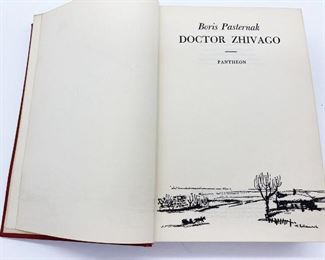 Boris Pasternak
DOCTOR ZHIVAGO
PANTHEON